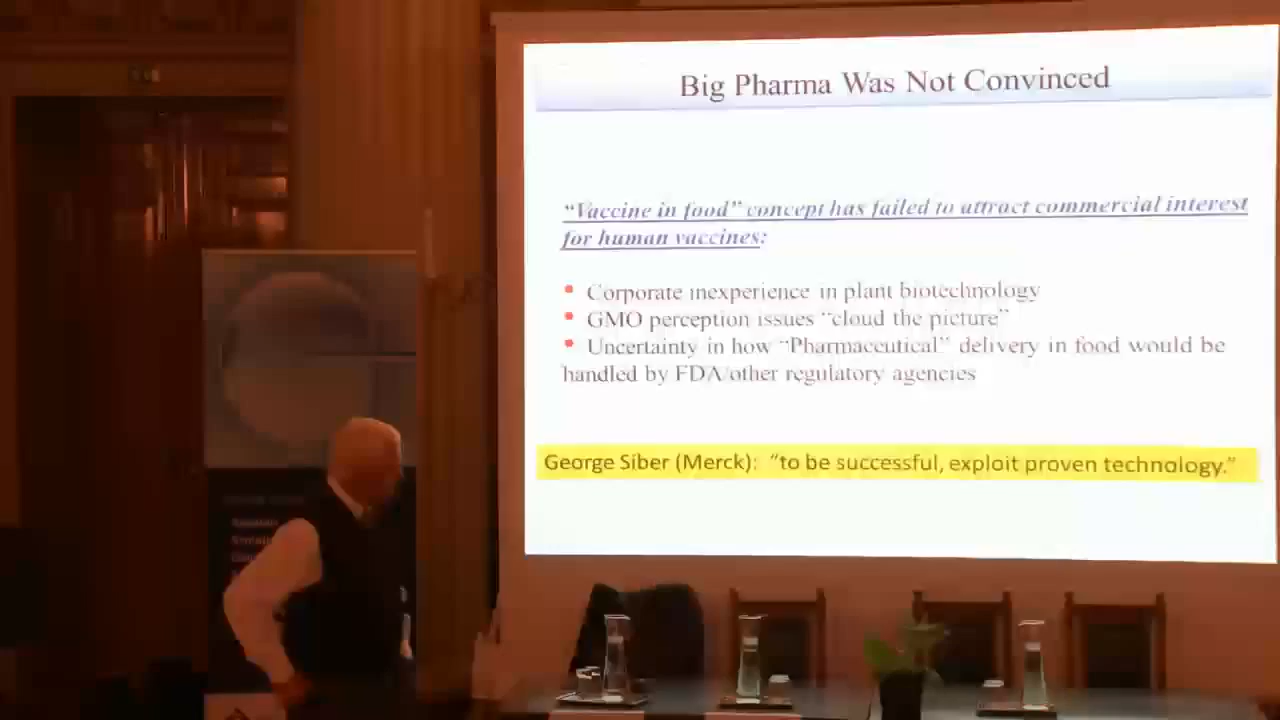 Big Pharma Was Not Convinced
“Vaccine in food” concept has failed to attract commercial interest
for human vaccines:
• Corporate inexperience in plant biotechnology
• GMO perception issues “cloud the picture”
• Uncertainty in how “Pharmaceutical” delivery in food would be
handled by FDA/other regulatory agencies
George Siber (Merck): “to be successful, exploit proven technology.”